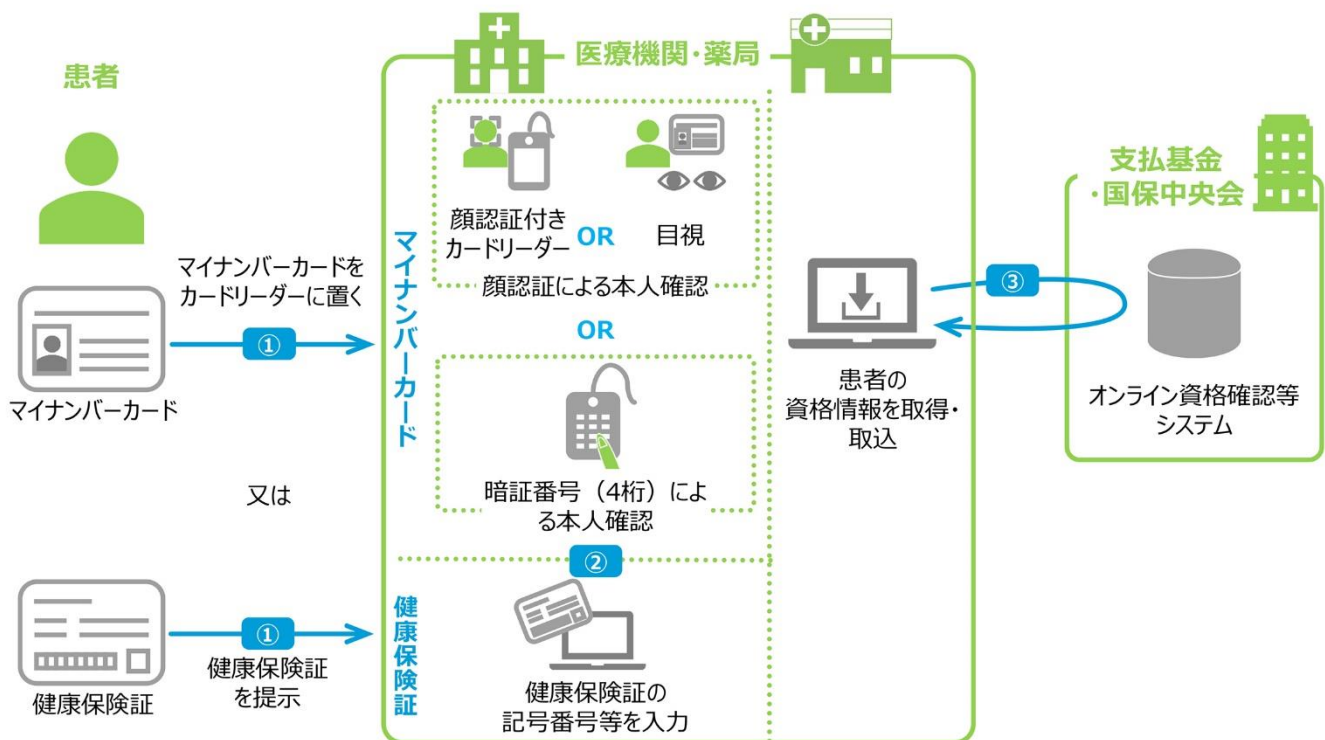 患者
医療機関・薬局
支払基金
・国保中央会
マイナンバーカードを
カードリーダーに置く
①
マイナンバーカード
又は
①
健康保険証
を提示
健康保険証
マイナンバーカード
顔認証付き
カードリーダー
OR
目視
顔認証による本人確認
OR
暗証番号（4桁）によ
る本人確認
②
健康保険証
健康保険証の
記号番号等を入力
患者の
資格情報を取得・
取込
③
オンライン資格確認等
システム